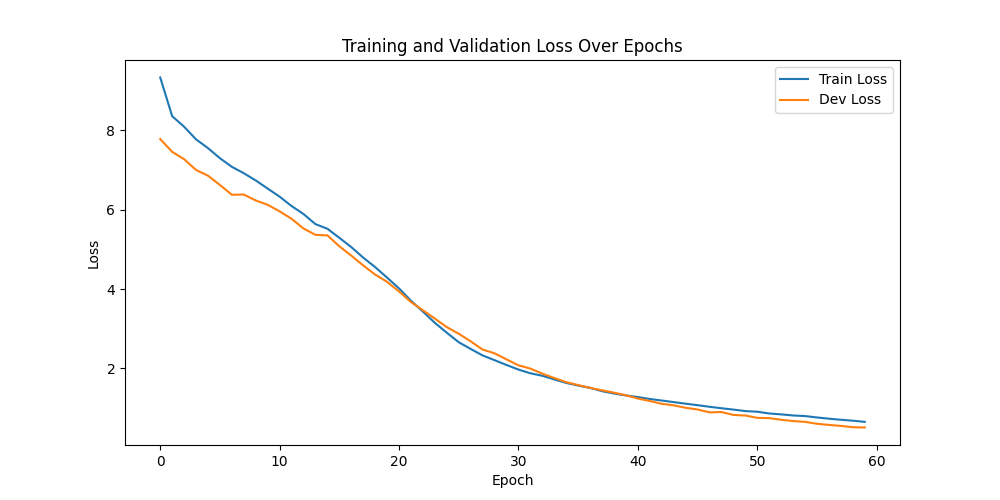 Training and Validation Loss Over Epochs
Train Loss
Dev Loss
8
6
4
2
Loss
0 10 20 30 40 50 60
Epoch